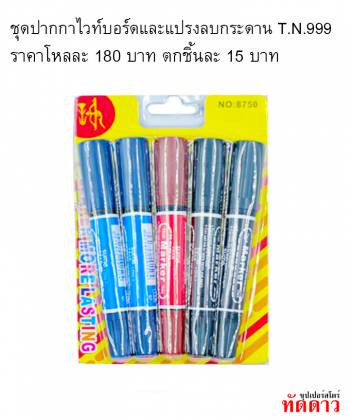 ชุดปากกาไวท์บอร์ดและแปรงลบกระดาน T.N.999
ราคาโหลละ 180 บาท ตกชิ้นละ 15 บาท
NO:8750
Marker
MORE LASTING
ซุปเปอร์สโตร์
ทัดดาว